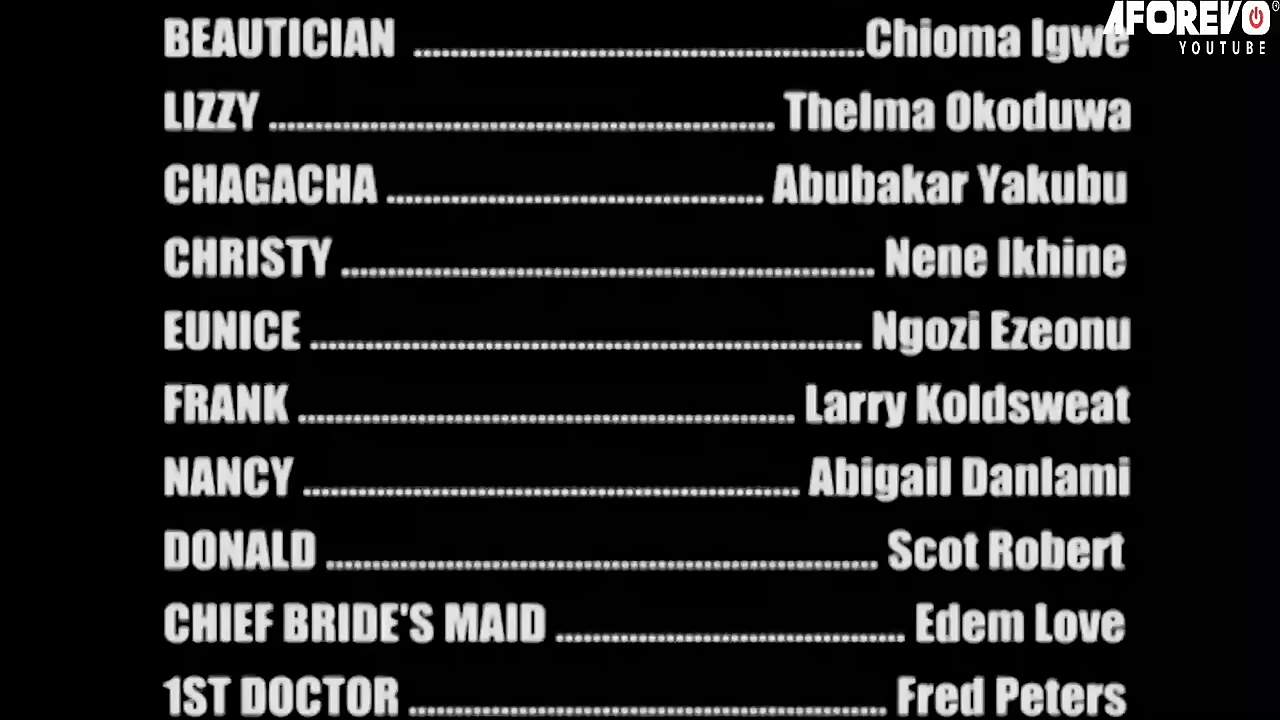 AFOREVO®
YOUTUBE
BEAUTICIAN ................................................Chioma Igwe
LIZZY ...................................................... Thelma Okoduwa
CHAGACHA ........................................ Abubakar Yakubu
CHRISTY ......................................................... Nene Ikhine
EUNICE ........................................................... Ngozi Ezeonu
FRANK ..................................................... Larry Koldsweat
NANCY ..................................................... Abigail Danlami
DONALD ........................................................... Scot Robert
CHIEF BRIDE'S MAID ..................................... Edem Love
1ST DOCTOR ................................................... Fred Peters